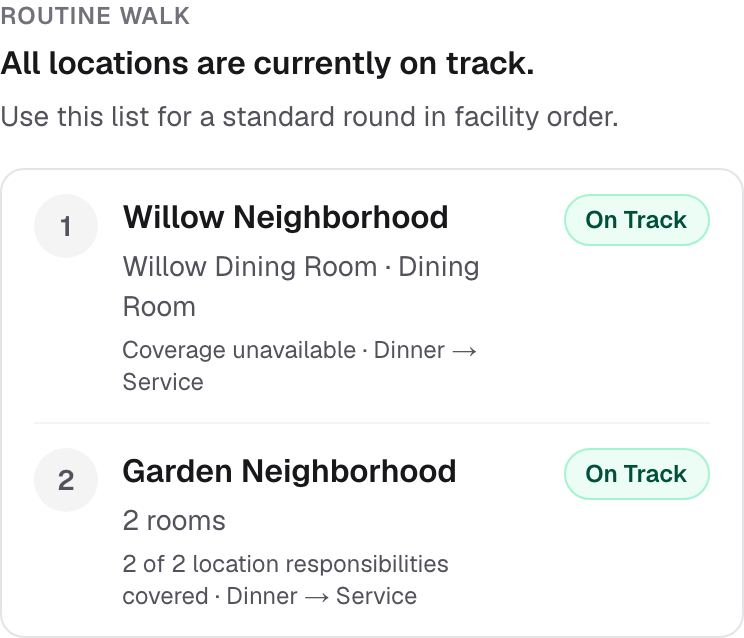 ROUTINE WALK
All locations are currently on track.
Use this list for a standard round in facility order.
1
Willow Neighborhood
On Track
Willow Dining Room · Dining
Room
Coverage unavailable · Dinner →
Service
2
Garden Neighborhood
On Track
2 rooms
2 of 2 location responsibilities
covered · Dinner → Service